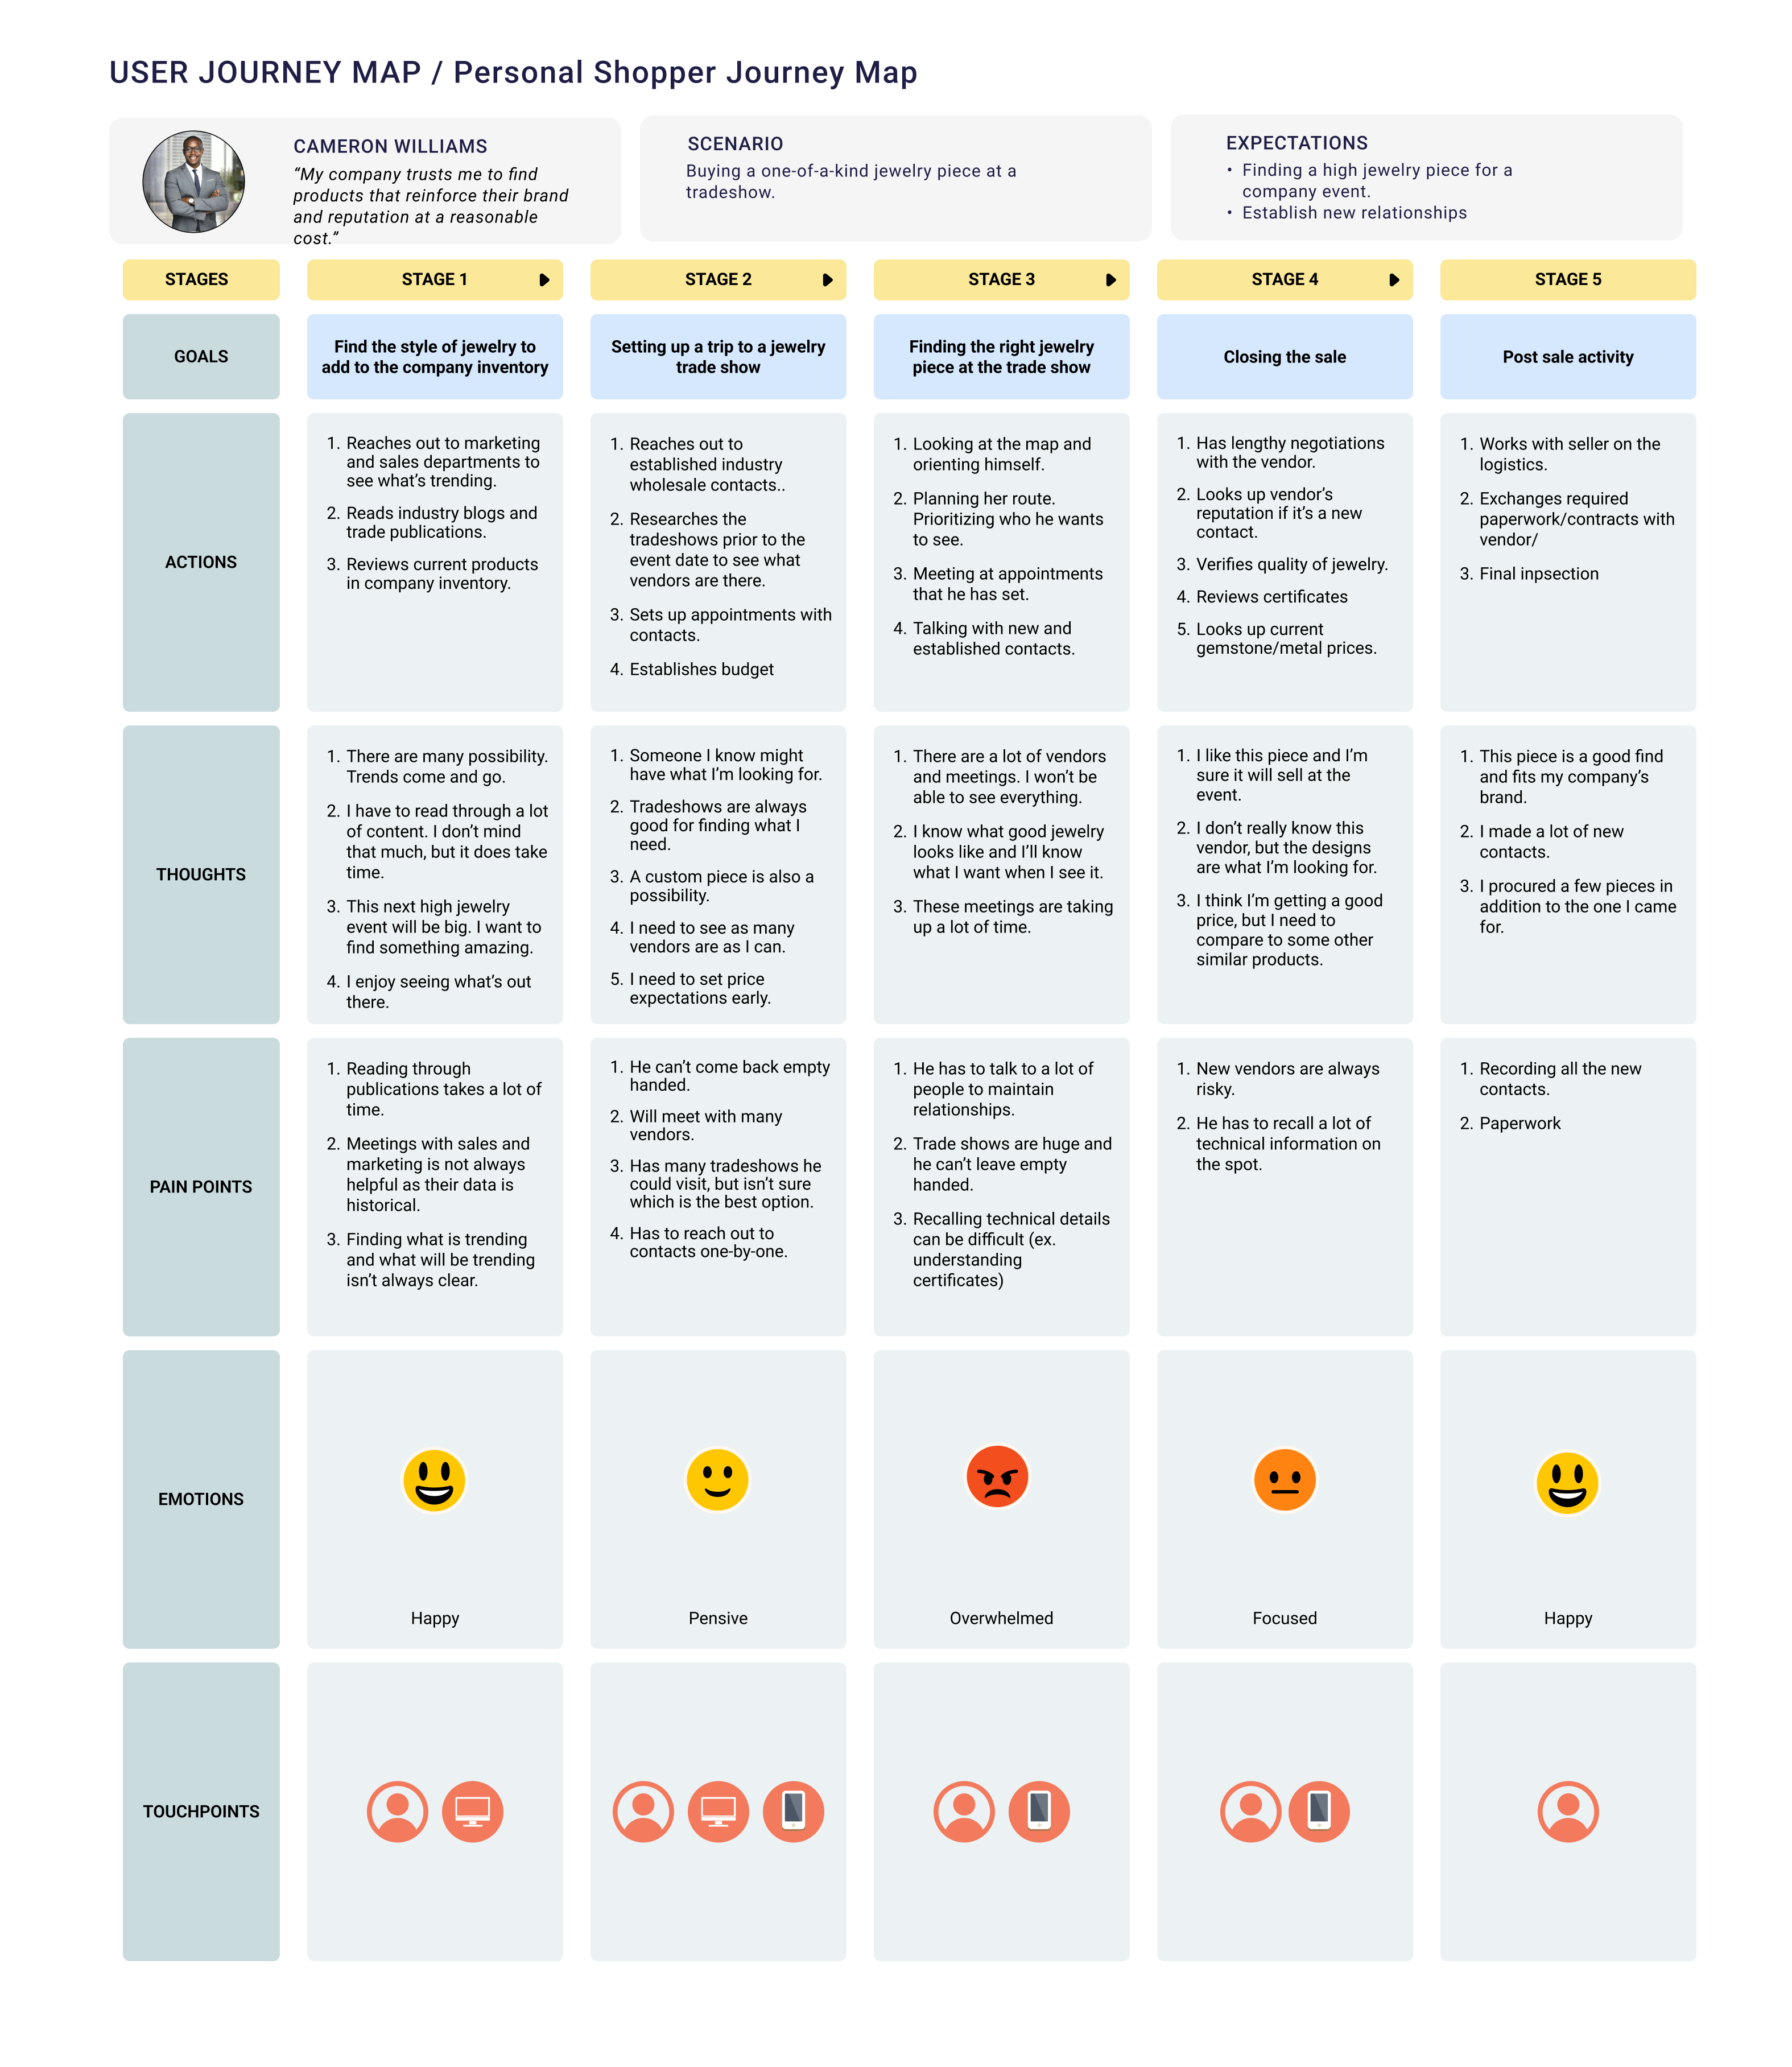 USER JOURNEY MAP / Personal Shopper Journey Map
CAMERON WILLIAMS
“My company trusts me to find
products that reinforce their brand
and reputation at a reasonable
cost.”
SCENARIO
Buying a one-of-a-kind jewelry piece at a
tradeshow.
EXPECTATIONS
• Finding a high jewelry piece for a
company event.
• Establish new relationships
STAGES
STAGE 1
STAGE 2
STAGE 3
STAGE 4
STAGE 5
GOALS
Find the style of jewelry to
add to the company inventory
Setting up a trip to a jewelry
trade show
Finding the right jewelry
piece at the trade show
Closing the sale
Post sale activity
ACTIONS
1. Reaches out to marketing
and sales departments to
see what’s trending.
2. Reads industry blogs and
trade publications.
3. Reviews current products
in company inventory.
1. Reaches out to
established industry
wholesale contacts..
2. Researches the
tradeshows prior to the
event date to see what
vendors are there.
3. Sets up appointments with
contacts.
4. Establishes budget
1. Looking at the map and
orienting himself.
2. Planning her route.
Prioritizing who he wants
to see.
3. Meeting at appointments
that he has set.
4. Talking with new and
established contacts.
1. Has lengthy negotiations
with the vendor.
2. Looks up vendor’s
reputation if it’s a new
contact.
3. Verifies quality of jewelry.
4. Reviews certificates
5. Looks up current
gemstone/metal prices.
1. Works with seller on the
logistics.
2. Exchanges required
paperwork/contracts with
vendor/
3. Final inpsection
THOUGHTS
1. There are many possibility.
Trends come and go.
2. I have to read through a lot
of content. I don’t mind
that much, but it does take
time.
3. This next high jewelry
event will be big. I want to
find something amazing.
4. I enjoy seeing what’s out
there.
1. Someone I know might
have what I’m looking for.
2. Tradeshows are always
good for finding what I
need.
3. A custom piece is also a
possibility.
4. I need to see as many
vendors are as I can.
5. I need to set price
expectations early.
1. There are a lot of vendors
and meetings. I won’t be
able to see everything.
2. I know what good jewelry
looks like and I’ll know
what I want when I see it.
3. These meetings are taking
up a lot of time.
1. I like this piece and I’m
sure it will sell at the
event.
2. I don’t really know this
vendor, but the designs
are what I’m looking for.
3. I think I’m getting a good
price, but I need to
compare to some other
similar products.
1. This piece is a good find
and fits my company’s
brand.
2. I made a lot of new
contacts.
3. I procured a few pieces in
addition to the one I came
for.
PAIN POINTS
1. Reading through
publications takes a lot of
time.
2. Meetings with sales and
marketing is not always
helpful as their data is
historical.
3. Finding what is trending
and what will be trending
isn’t always clear.
1. He can’t come back empty
handed.
2. Will meet with many
vendors.
3. Has many tradeshows he
could visit, but isn’t sure
which is the best option.
4. Has to reach out to
contacts one-by-one.
1. He has to talk to a lot of
people to maintain
relationships.
2. Trade shows are huge and
he can’t leave empty
handed.
3. Recalling technical details
can be difficult (ex.
understanding
certificates)
1. New vendors are always
risky.
2. He has to recall a lot of
technical information on
the spot.
1. Recording all the new
contacts.
2. Paperwork
EMOTIONS
Happy
Pensive
Overwhelmed
Focused
Happy
TOUCHPOINTS